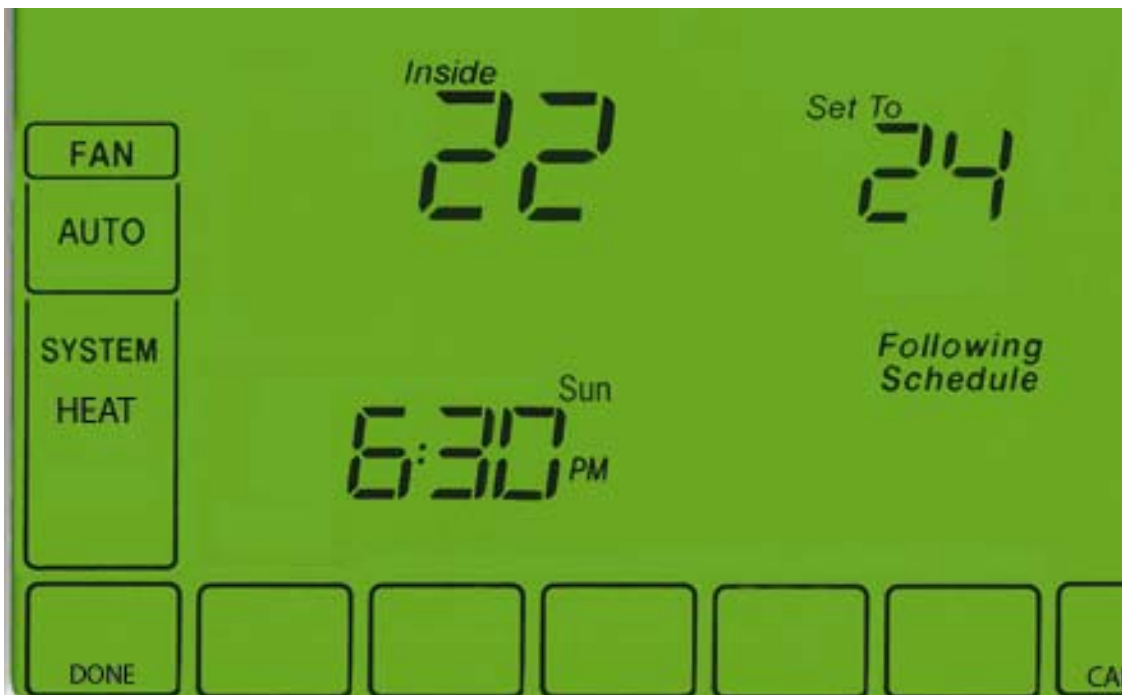 Inside
22
Set To
24
FAN
AUTO
SYSTEM
HEAT
Following
Schedule
Sun
6:30 PM
DONE